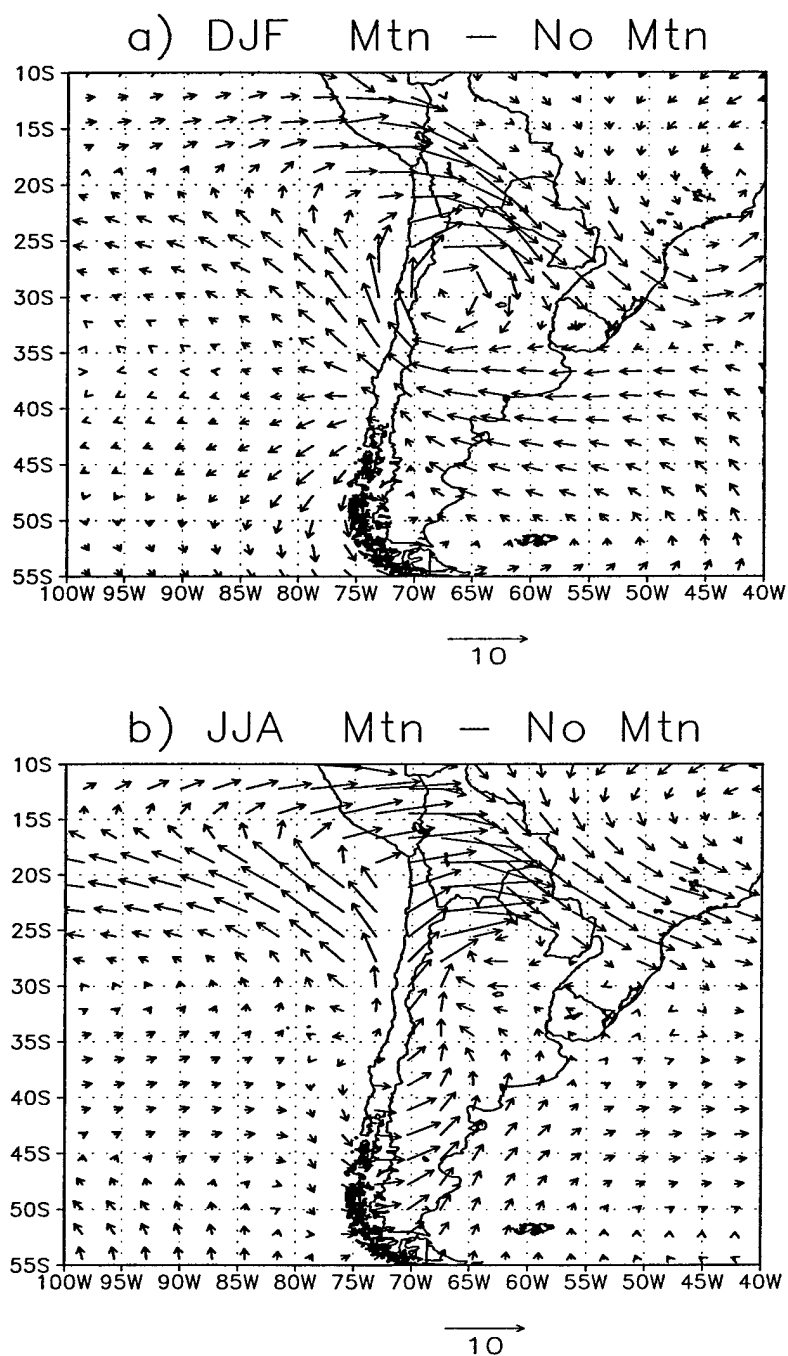 a) DJF Mtn – No Mtn
10S
15S
20S
25S
30S
35S
40S
45S
50S
55S
100W 95W 90W 85W 80W 75W 70W 65W 60W 55W 50W 45W 40W
10
b) JJA Mtn – No Mtn
10S
15S
20S
25S
30S
35S
40S
45S
50S
55S
100W 95W 90W 85W 80W 75W 70W 65W 60W 55W 50W 45W 40W
10